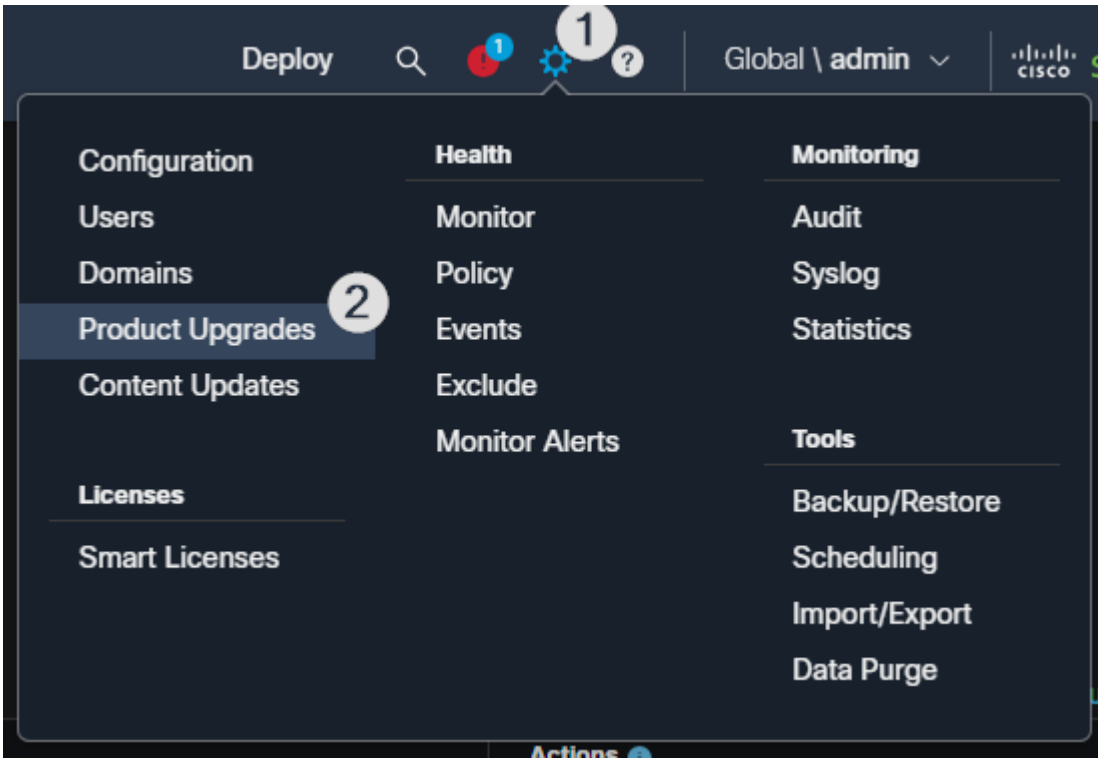 Deploy 1 1 ? Global \ admin CISCO
Configuration
Users
Domains
Product Upgrades 2
Content Updates
Licenses
Smart Licenses
Health
Monitor
Policy
Events
Exclude
Monitor Alerts
Monitoring
Audit
Syslog
Statistics
Tools
Backup/Restore
Scheduling
Import/Export
Data Purge
Actions